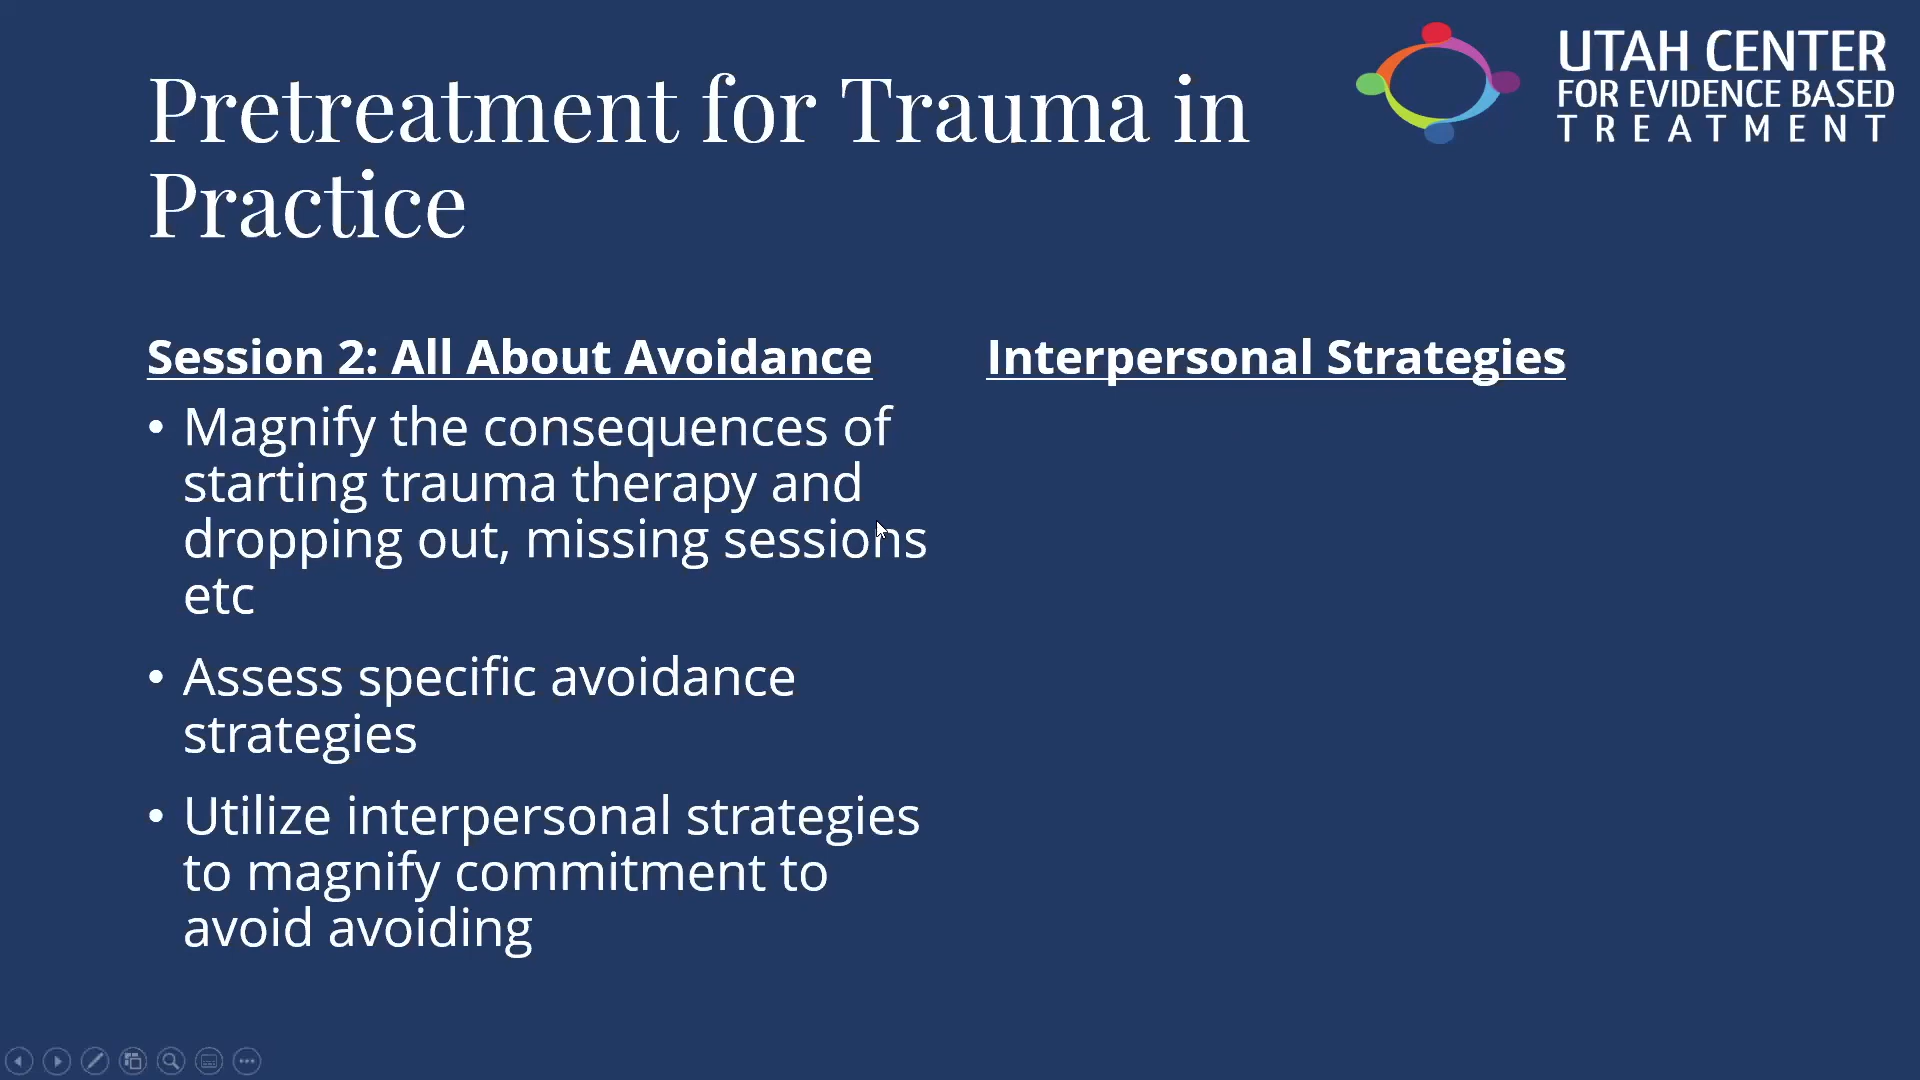 Pretreatment for Trauma in
Practice
UTAH CENTER
FOR EVIDENCE BASED
TREATMENT
Session 2: All About Avoidance
• Magnify the consequences of
starting trauma therapy and
dropping out, missing sessions
etc
• Assess specific avoidance
strategies
• Utilize interpersonal strategies
to magnify commitment to
avoid avoiding
Interpersonal Strategies